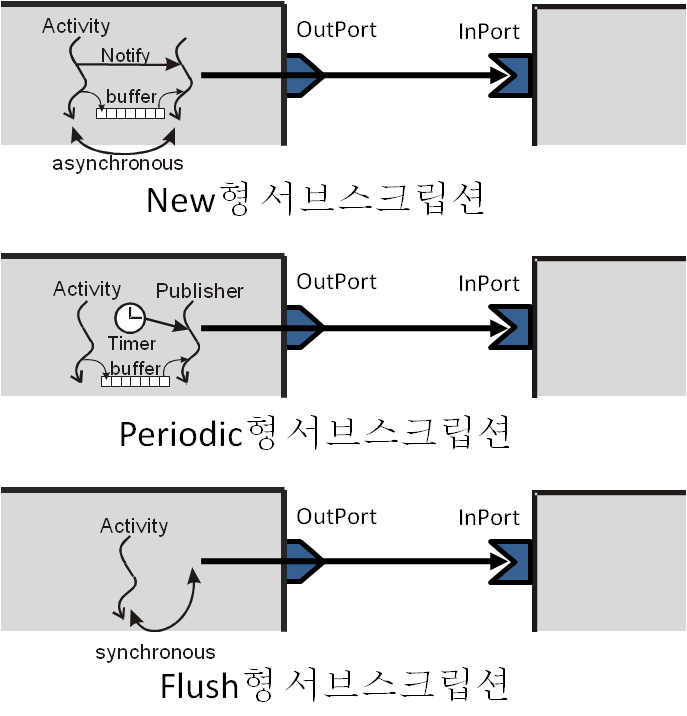 Activity
OutPort
InPort
Notify
buffer
asynchronous
New형 서브스크립션
Activity
Publisher
OutPort
InPort
Timer
buffer
Periodic형 서브스크립션
Activity
OutPort
InPort
synchronous
Flush형 서브스크립션